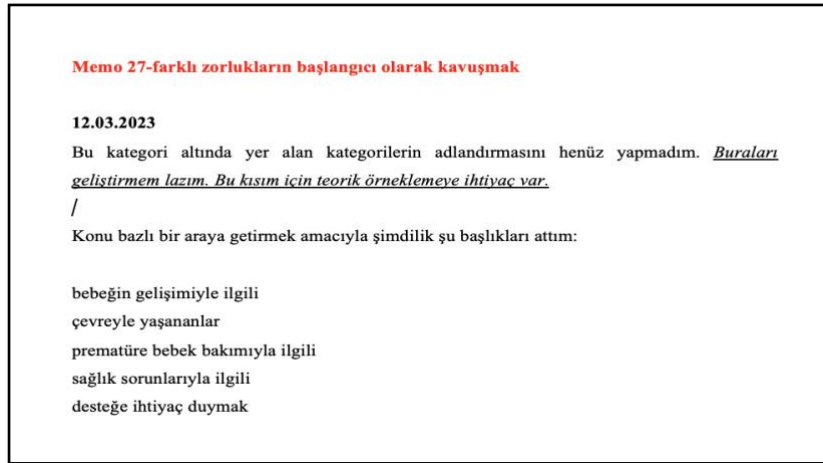 Memo 27-farklı zorlukların başlangıcı olarak kavuşmak
12.03.2023
Bu kategori altında yer alan kategorilerin adlandırmasını henüz yapmadım. Buraları
geliştirmem lazım. Bu kısım için teorik örneklemeye ihtiyaç var.
/
Konu bazlı bir araya getirmek amacıyla şimdilik şu başlıkları attım:
bebeğin gelişimiyle ilgili
çevreyle yaşananlar
prematüre bebek bakımıyla ilgili
sağlık sorunlarıyla ilgili
desteğe ihtiyaç duymak